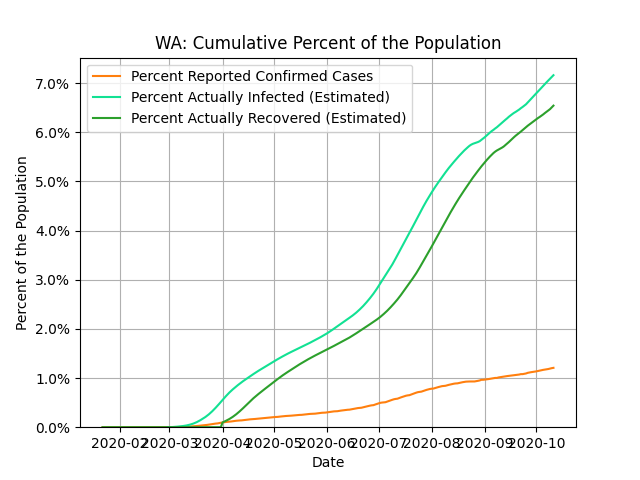 WA: Cumulative Percent of the Population
Percent Reported Confirmed Cases
Percent Actually Infected (Estimated)
Percent Actually Recovered (Estimated)
Percent of the Population
7.0%
6.0%
5.0%
4.0%
3.0%
2.0%
1.0%
0.0%
2020-02 2020-03 2020-04 2020-05 2020-06 2020-07 2020-08 2020-09 2020-10
Date